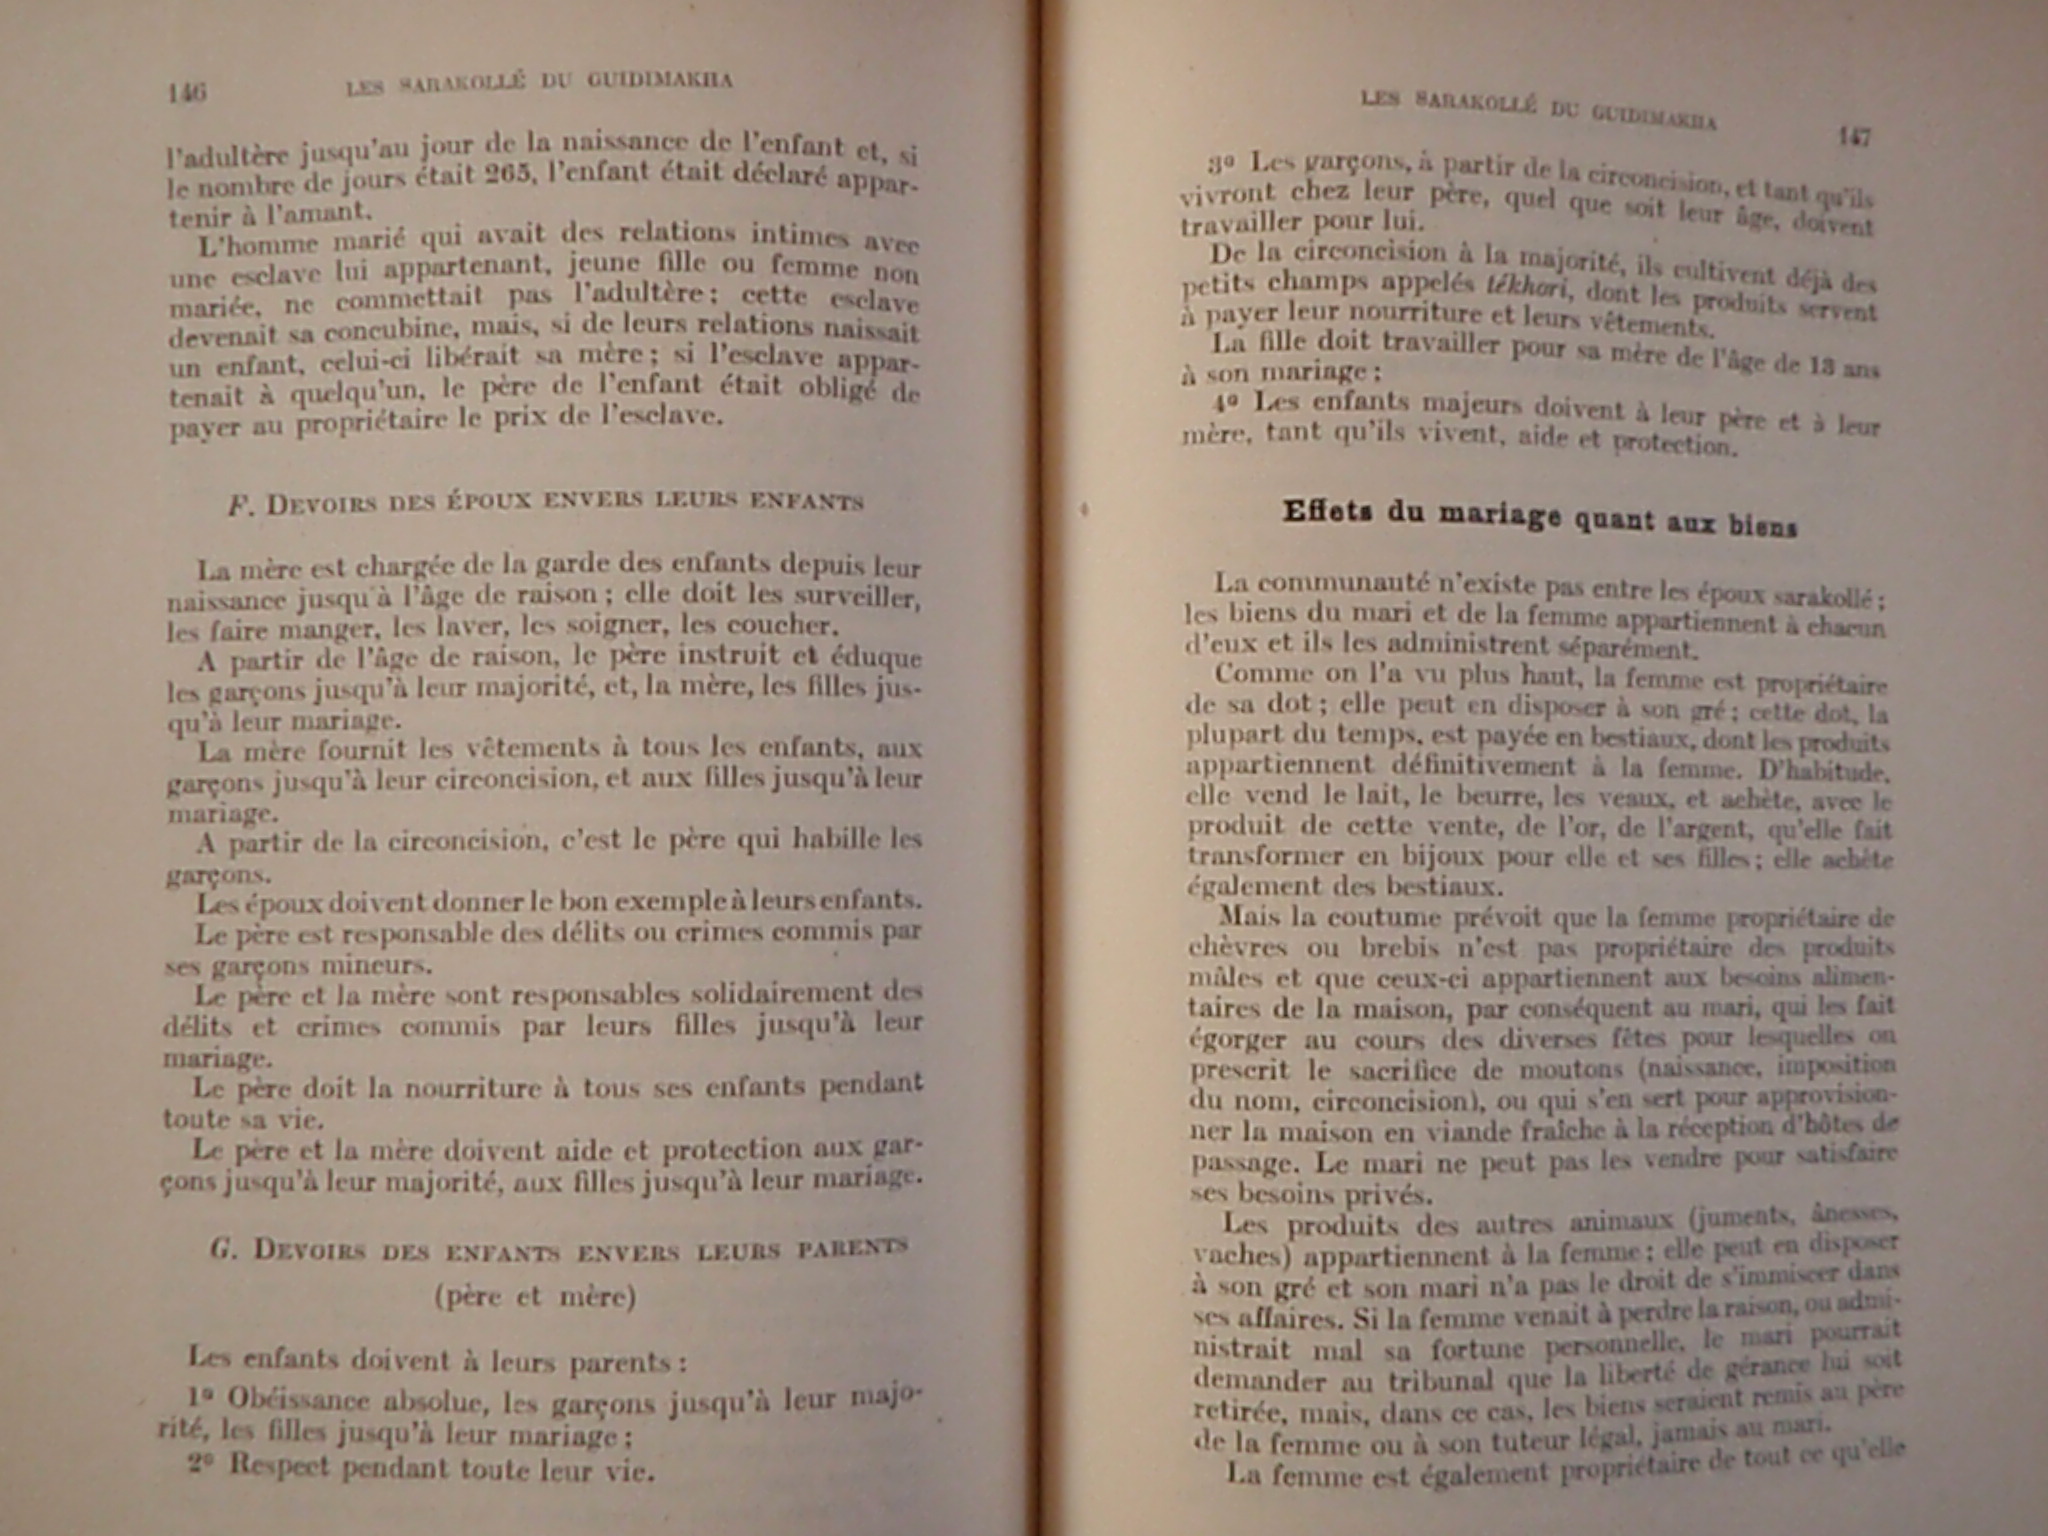 146 LES SARAKOLLÉ DU GUIDIMAKHA
l'adultère jusqu'au jour de la naissance de l'enfant et, si
le nombre de jours était 265, l'enfant était déclaré appar-
tenir à l'amant.
L'homme marié qui avait des relations intimes avec
une esclave lui appartenant, jeune fille ou femme non
mariée, ne commettait pas l'adultère ; cette esclave
devenait sa concubine, mais, si de leurs relations naissait
un enfant, celui-ci libérait sa mère ; si l'esclave appar-
tenait à quelqu'un, le père de l'enfant était obligé de
payer au propriétaire le prix de l'esclave.
F. DEVOIRS DES ÉPOUX ENVERS LEURS ENFANTS
La mère est chargée de la garde des enfants depuis leur
naissance jusqu'à l'âge de raison ; elle doit les surveiller,
les faire manger, les laver, les soigner, les coucher.
A partir de l'âge de raison, le père instruit et éduque
les garçons jusqu'à leur majorité, et, la mère, les filles jus-
qu'à leur mariage.
La mère fournit les vêtements à tous les enfants, aux
garçons jusqu'à leur circoncision, et aux filles jusqu'à leur
mariage.
A partir de la circoncision, c'est le père qui habille les
garçons.
Les époux doivent donner le bon exemple à leurs enfants.
Le père est responsable des délits ou crimes commis par
ses garçons mineurs.
Le père et la mère sont responsables solidairement des
délits et crimes commis par leurs filles jusqu'à leur
mariage.
Le père doit la nourriture à tous ses enfants pendant
toute sa vie.
Le père et la mère doivent aide et protection aux gar-
çons jusqu'à leur majorité, aux filles jusqu'à leur mariage.
G. DEVOIRS DES ENFANTS ENVERS LEURS PARENTS
(père et mère)
Les enfants doivent à leurs parents :
1º Obéissance absolue, les garçons jusqu'à leur majo-
rité, les filles jusqu'à leur mariage ;
2º Respect pendant toute leur vie.
LES SARAKOLLÉ DU GUIDIMAKHA 147
3º Les garçons, à partir de la circoncision, et tant qu'ils
vivront chez leur père, quel que soit leur âge, doivent
travailler pour lui.
De la circoncision à la majorité, ils cultivent déjà des
petits champs appelés tékhori, dont les produits servent
à payer leur nourriture et leurs vêtements.
La fille doit travailler pour sa mère de l'âge de 13 ans
à son mariage ;
4º Les enfants majeurs doivent à leur père et à leur
mère, tant qu'ils vivent, aide et protection.
Effets du mariage quant aux biens
La communauté n'existe pas entre les époux sarakollé ;
les biens du mari et de la femme appartiennent à chacun
d'eux et ils les administrent séparément.
Comme on l'a vu plus haut, la femme est propriétaire
de sa dot ; elle peut en disposer à son gré ; cette dot, la
plupart du temps, est payée en bestiaux, dont les produits
appartiennent définitivement à la femme. D'habitude,
elle vend le lait, le beurre, les veaux, et achète, avec le
produit de cette vente, de l'or, de l'argent, qu'elle fait
transformer en bijoux pour elle et ses filles ; elle achète
également des bestiaux.
Mais la coutume prévoit que la femme propriétaire de
chèvres ou brebis n'est pas propriétaire des produits
mâles et que ceux-ci appartiennent aux besoins alimen-
taires de la maison, par conséquent au mari, qui les fait
égorger au cours des diverses fêtes pour lesquelles on
prescrit le sacrifice de moutons (naissance, imposition
du nom, circoncision), ou qui s'en sert pour approvision-
ner la maison en viande fraîche à la réception d'hôtes de
passage. Le mari ne peut pas les vendre pour satisfaire
ses besoins privés.
Les produits des autres animaux (juments, ânesses,
vaches) appartiennent à la femme ; elle peut en disposer
à son gré et son mari n'a pas le droit de s'immiscer dans
ses affaires. Si la femme venait à perdre la raison, ou admi-
nistrait mal sa fortune personnelle, le mari pourrait
demander au tribunal que la liberté de gérance lui soit
retirée, mais, dans ce cas, les biens seraient remis au père
de la femme ou à son tuteur légal, jamais au mari.
La femme est également propriétaire de tout ce qu'elle